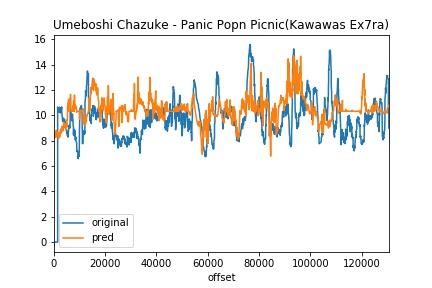 Umeboshi Chazuke - Panic Popn Picnic(Kawawas Ex7ra)
16
14
12
10
8
6
4
2
0
original
pred
0 20000 40000 60000 80000 100000 120000
offset